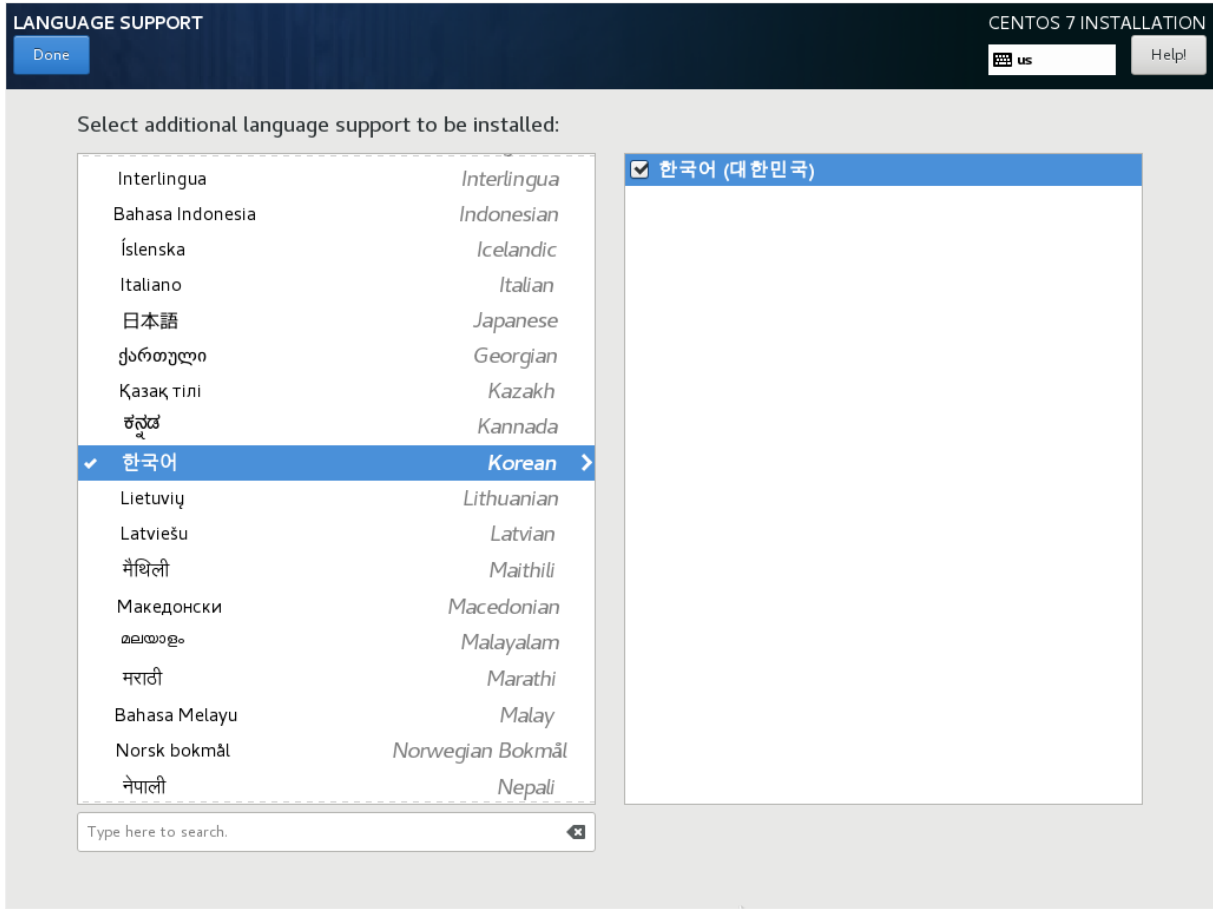 LANGUAGE SUPPORT
CENTOS 7 INSTALLATION
Done
us
Help!
Select additional language support to be installed:
Interlingua Interlingua
Bahasa Indonesia Indonesian
Íslenska Icelandic
Italiano Italian
日本語 Japanese
ქართული Georgian
Қазақ тілі Kazakh
ಕನ್ನಡ Kannada
한국어 Korean
Lietuvių Lithuanian
Latviešu Latvian
मैथिली Maithili
Македонски Macedonian
മലയാളം Malayalam
मराठी Marathi
Bahasa Melayu Malay
Norsk bokmål Norwegian Bokmål
नेपाली Nepali
Type here to search.
한국어 (대한민국)